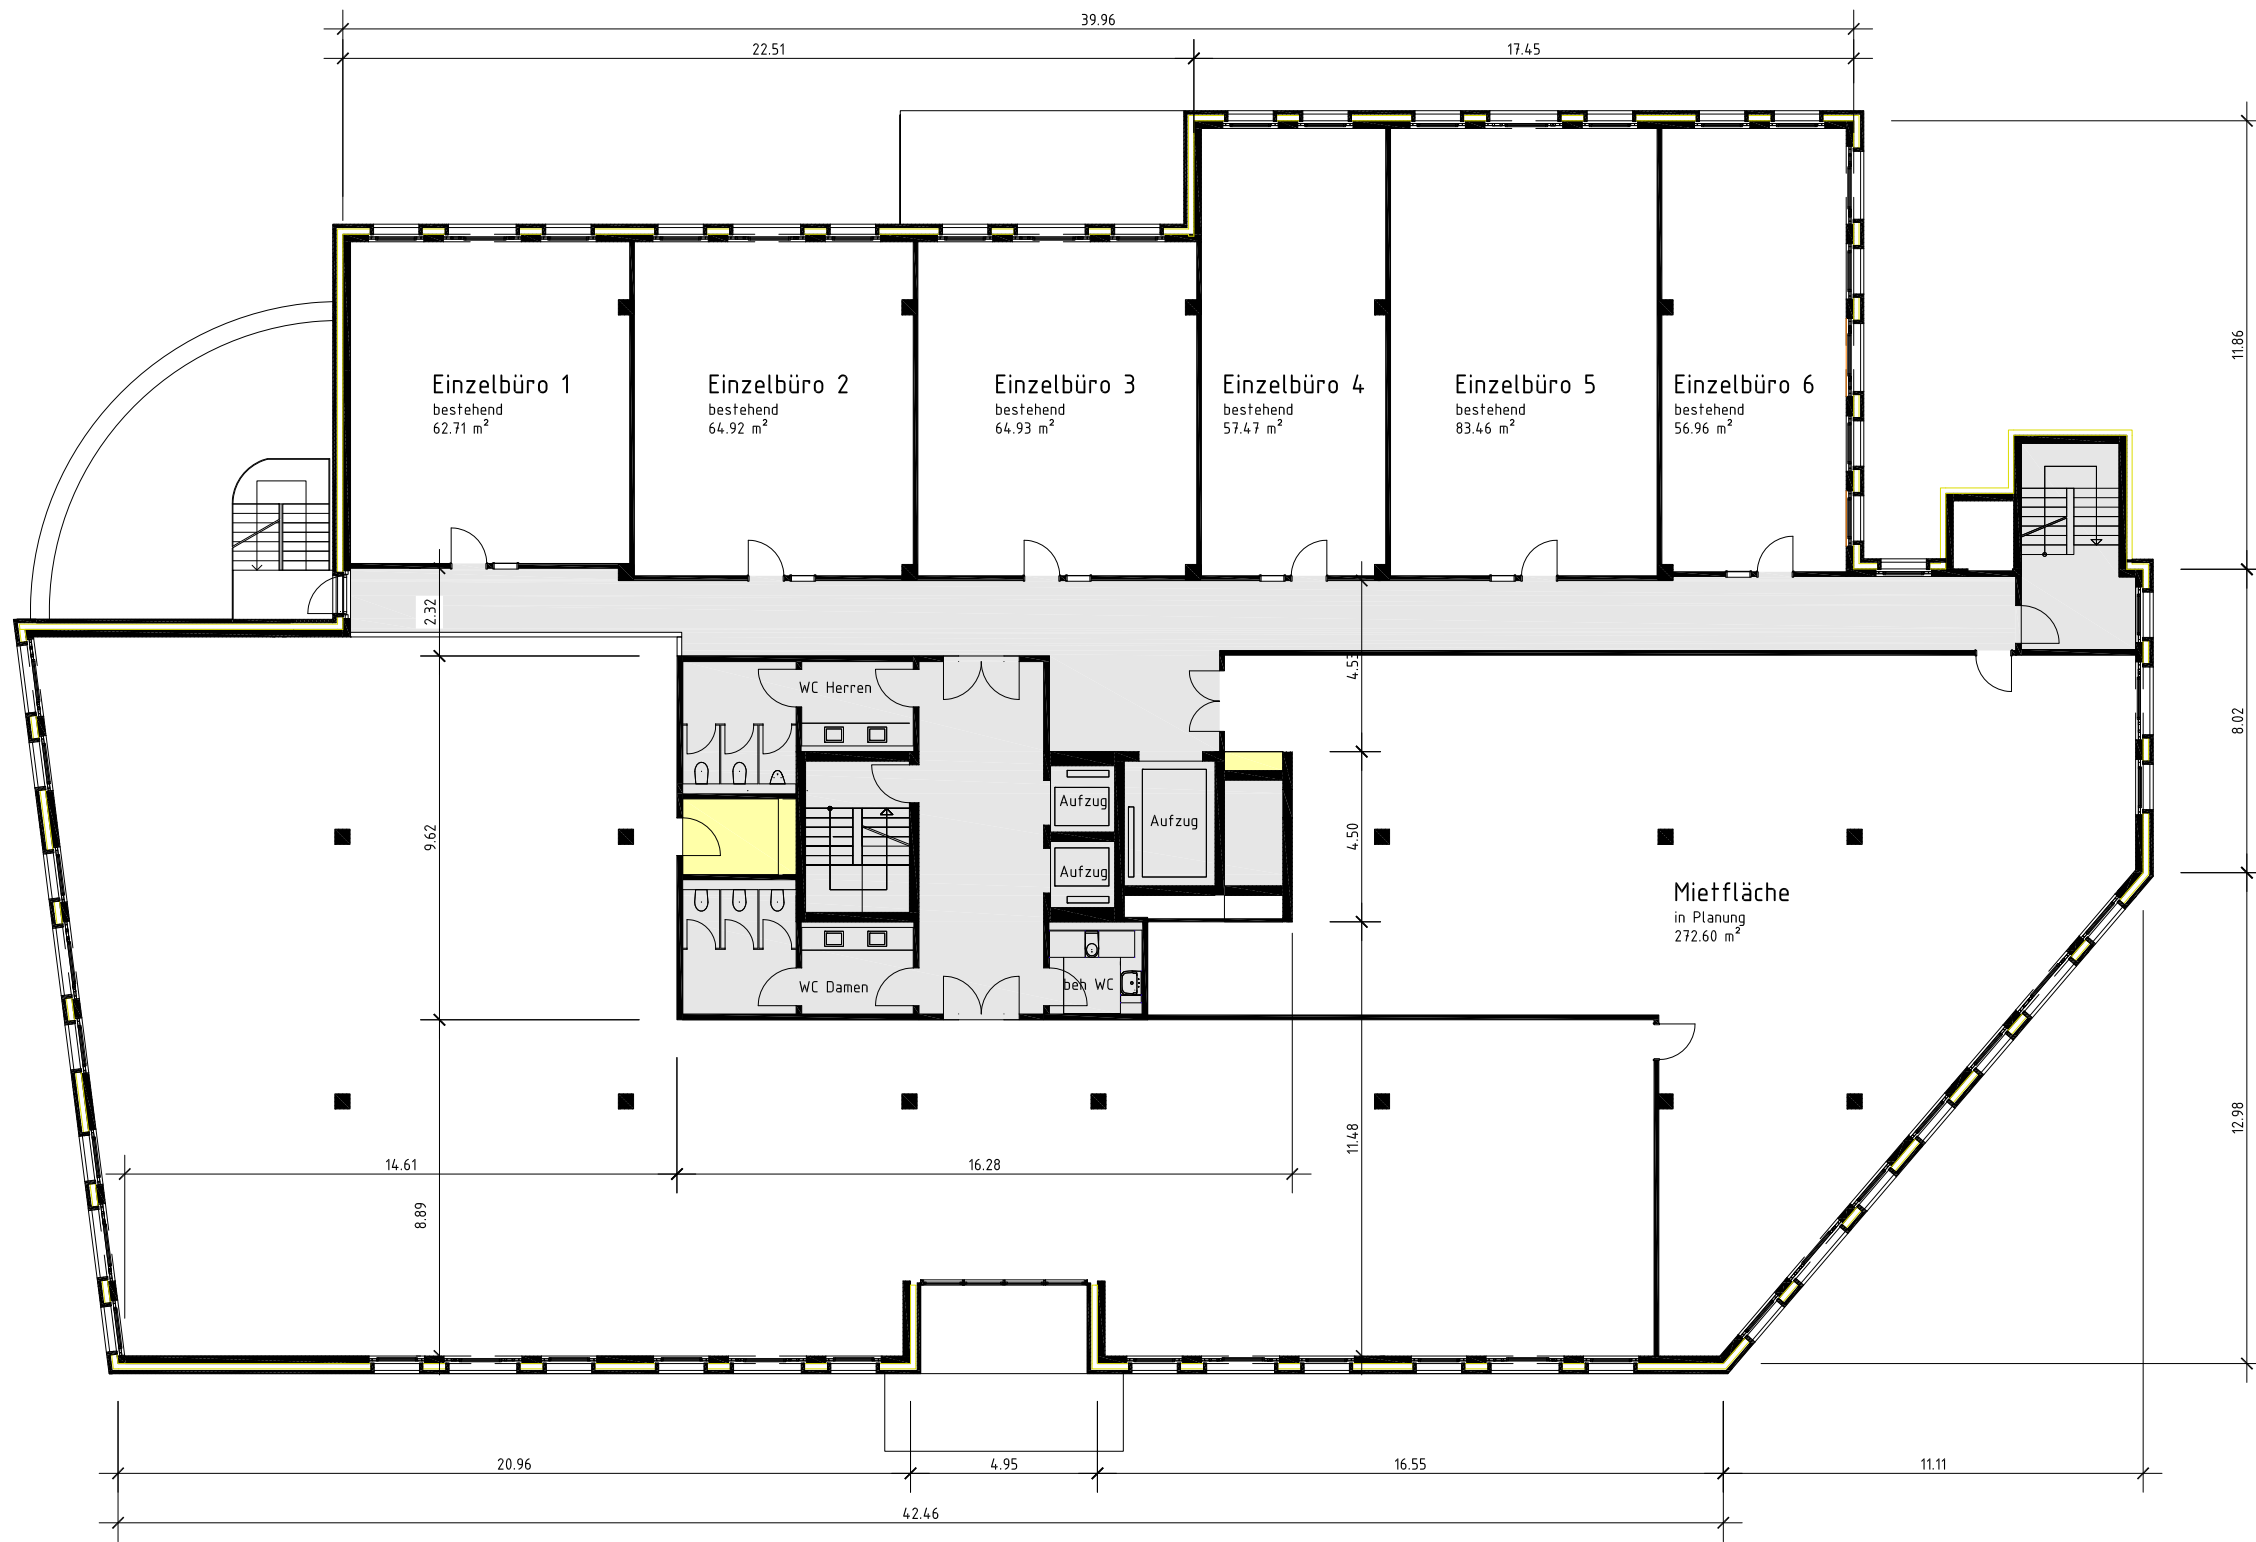 39.96
22.51
17.45
11.86
Einzelbüro 1
bestehend
62.71 m²
Einzelbüro 2
bestehend
64.92 m²
Einzelbüro 3
bestehend
64.93 m²
Einzelbüro 4
bestehend
57.47 m²
Einzelbüro 5
bestehend
83.46 m²
Einzelbüro 6
bestehend
56.96 m²
2.32
4.53
WC Herren
8.02
Aufzug
Aufzug
Aufzug
9.62
4.50
Mietfläche
in Planung
272.60 m²
WC Damen
beh WC
12.98
11.48
14.61
16.28
8.89
20.96
4.95
16.55
11.11
42.46